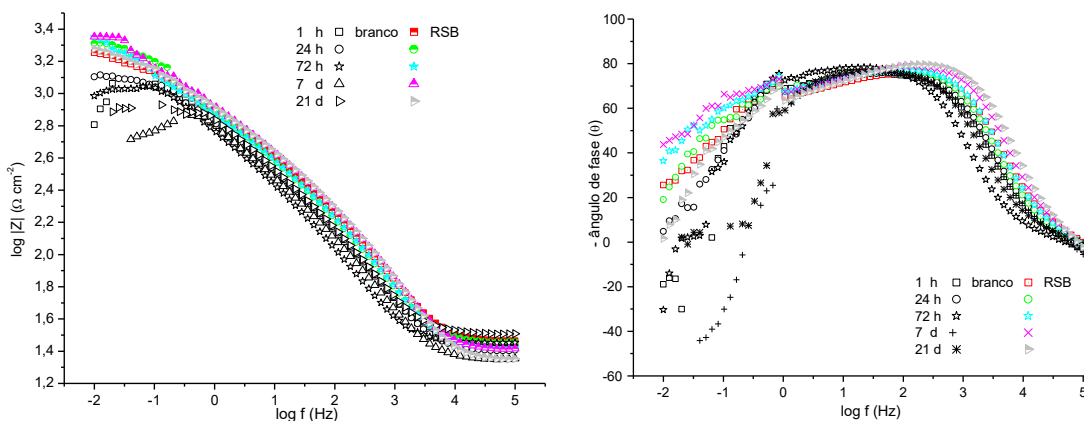 1 h branco RSB
24 h
72 h
7 d
21 d
3,4
3,2
3,0
2,8
2,6
2,4
2,2
2,0
1,8
1,6
1,4
1,2
log |Z| (Ω cm⁻²)
-2 -1 0 1 2 3 4 5
log f (Hz)
100
80
60
40
20
0
-20
-40
-60
- ângulo de fase (θ)
1 h branco RSB
24 h
72 h
7 d
21 d
-2 -1 0 1 2 3 4 5
log f (Hz)